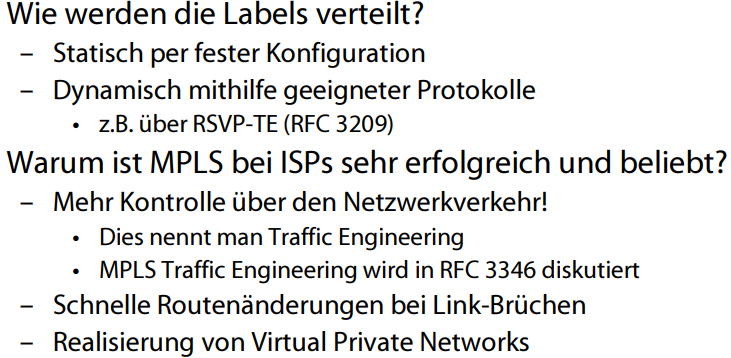 Wie werden die Labels verteilt?
– Statisch per fester Konfiguration
– Dynamisch mithilfe geeigneter Protokolle
• z.B. über RSVP-TE (RFC 3209)
Warum ist MPLS bei ISPs sehr erfolgreich und beliebt?
– Mehr Kontrolle über den Netzwerkverkehr!
• Dies nennt man Traffic Engineering
• MPLS Traffic Engineering wird in RFC 3346 diskutiert
– Schnelle Routenänderungen bei Link-Brüchen
– Realisierung von Virtual Private Networks